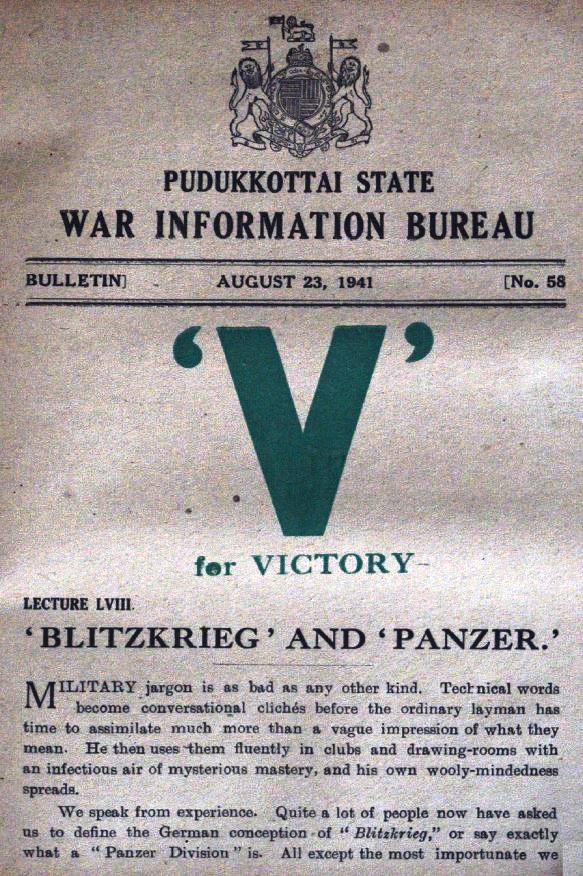 PUDUKKOTTAI STATE
WAR INFORMATION BUREAU
BULLETIN] AUGUST 23, 1941 [No. 58
‘V’
for VICTORY
LECTURE LVIII.
‘BLITZKRIEG’ AND ‘PANZER.’
MILITARY jargon is as bad as any other kind. Technical words
become conversational clichés before the ordinary layman has
time to assimilate much more than a vague impression of what they
mean. He then uses them fluently in clubs and drawing-rooms with
an infectious air of mysterious mastery, and his own wooly-mindedness
spreads.
We speak from experience. Quite a lot of people now have asked
us to define the German conception of “Blitzkrieg,” or say exactly
what a “Panzer Division” is. All except the most importunate we